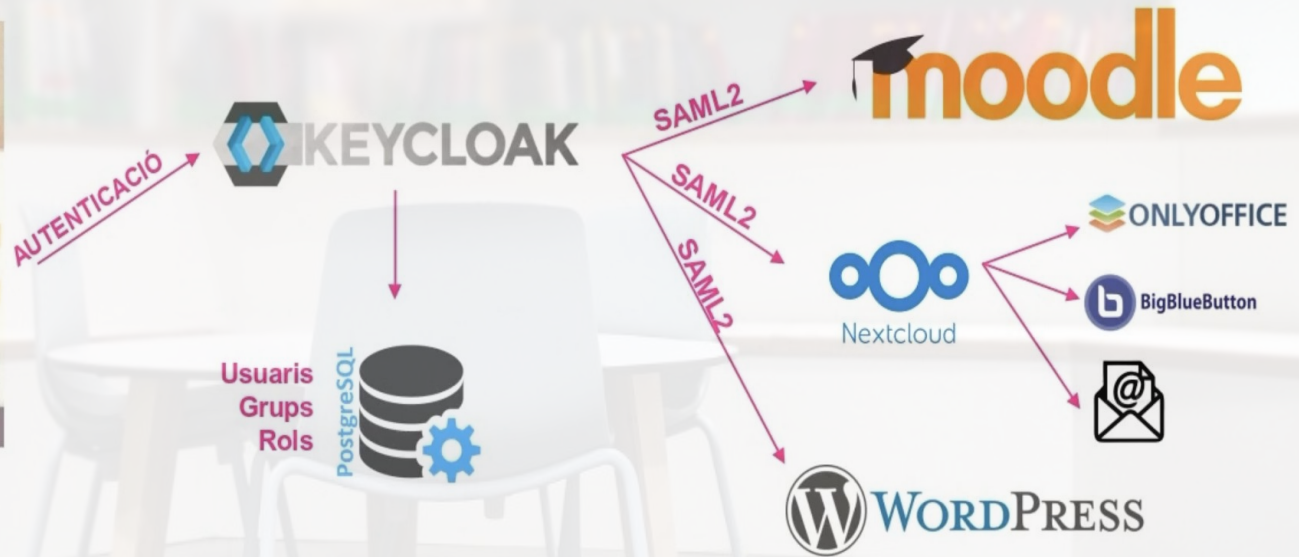 AUTENTICACIÓ
KEYCLOAK
SAML2
moodle
SAML2
SAML2
Nextcloud
ONLYOFFICE
BigBlueButton
@
Usuaris
Grups
Rols
PostgreSQL
WORDPRESS